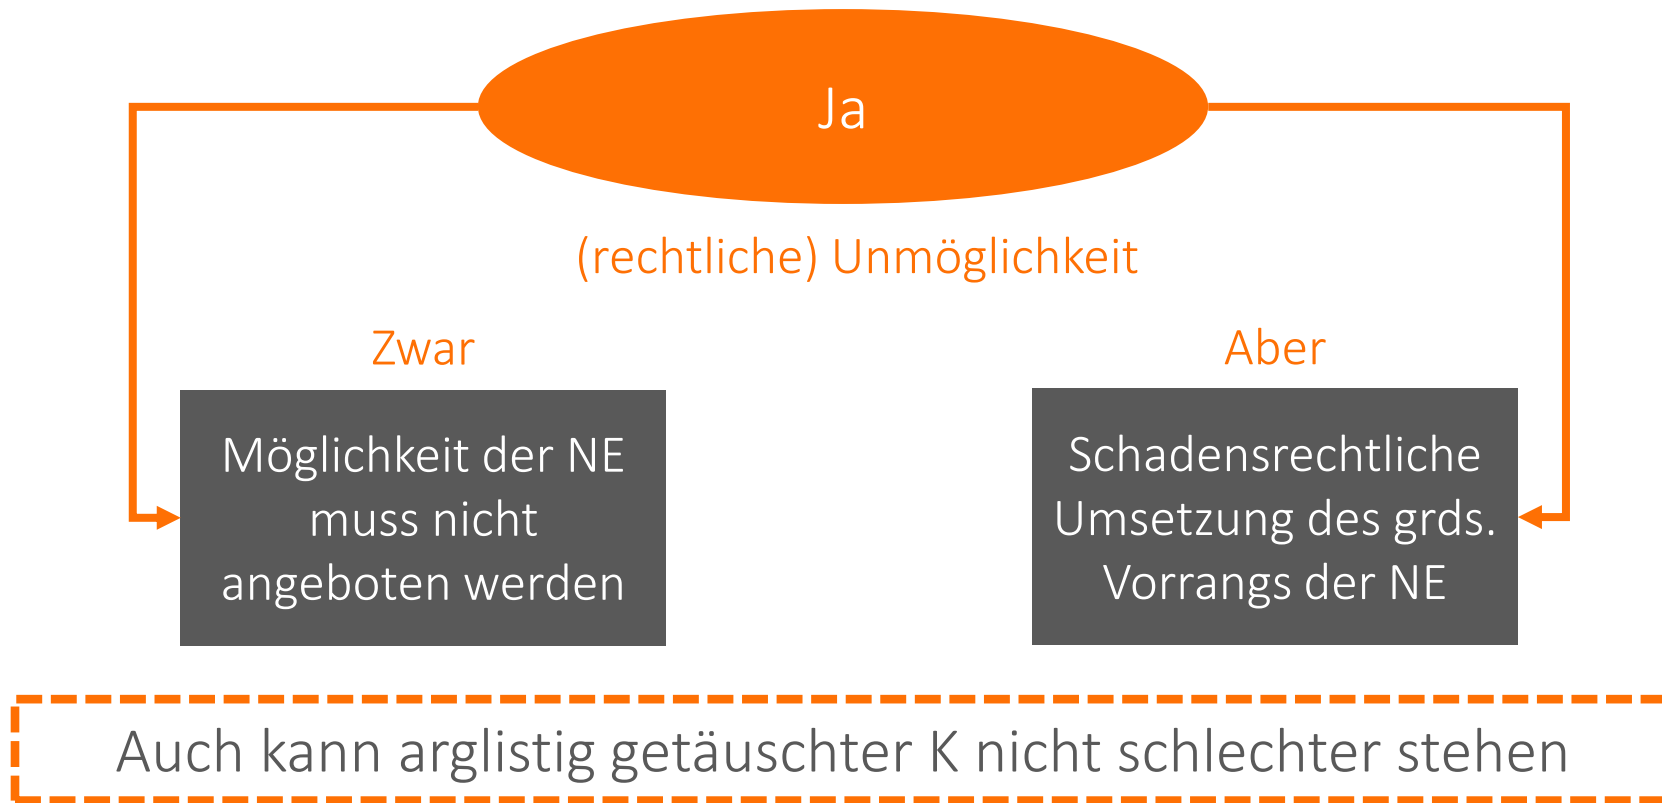 Ja
(rechtliche) Unmöglichkeit
Zwar
Möglichkeit der NE
muss nicht
angeboten werden
Aber
Schadensrechtliche
Umsetzung des grds.
Vorrangs der NE
Auch kann arglistig getäuschter K nicht schlechter stehen